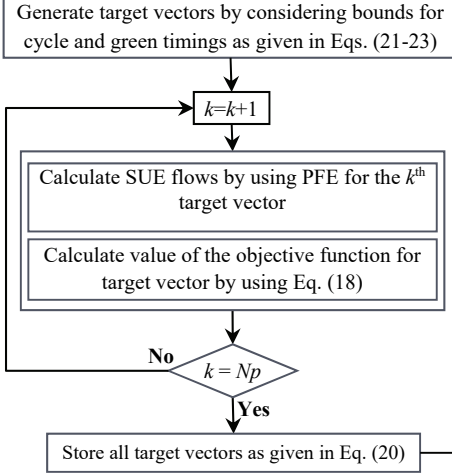 Generate target vectors by considering bounds for
cycle and green timings as given in Eqs. (21-23)
k=k+1
Calculate SUE flows by using PFE for the kth
target vector
Calculate value of the objective function for
target vector by using Eq. (18)
No
k = Np
Yes
Store all target vectors as given in Eq. (20)